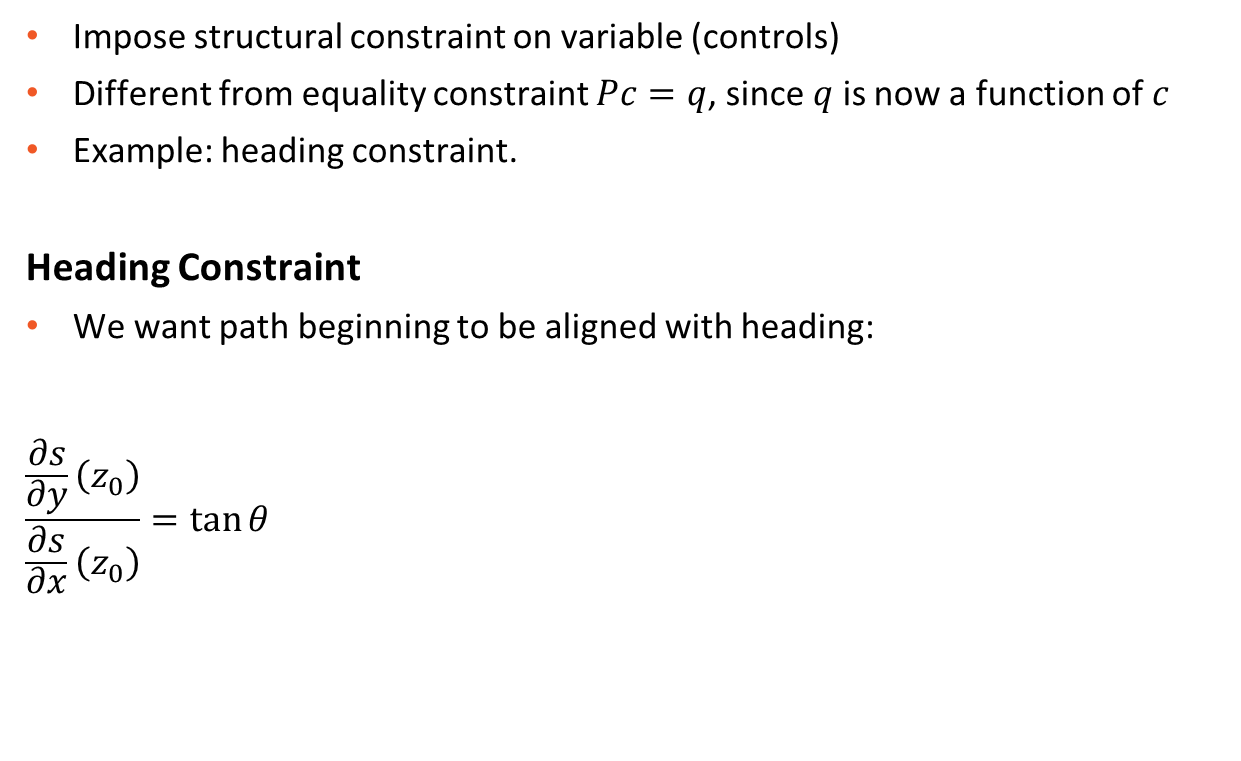 • Impose structural constraint on variable (controls)
• Different from equality constraint 𝑃𝑐 = 𝑞, since 𝑞 is now a function of 𝑐
• Example: heading constraint.
Heading Constraint
• We want path beginning to be aligned with heading:
∂s/∂y (z₀)
= tan θ
∂s/∂x (z₀)